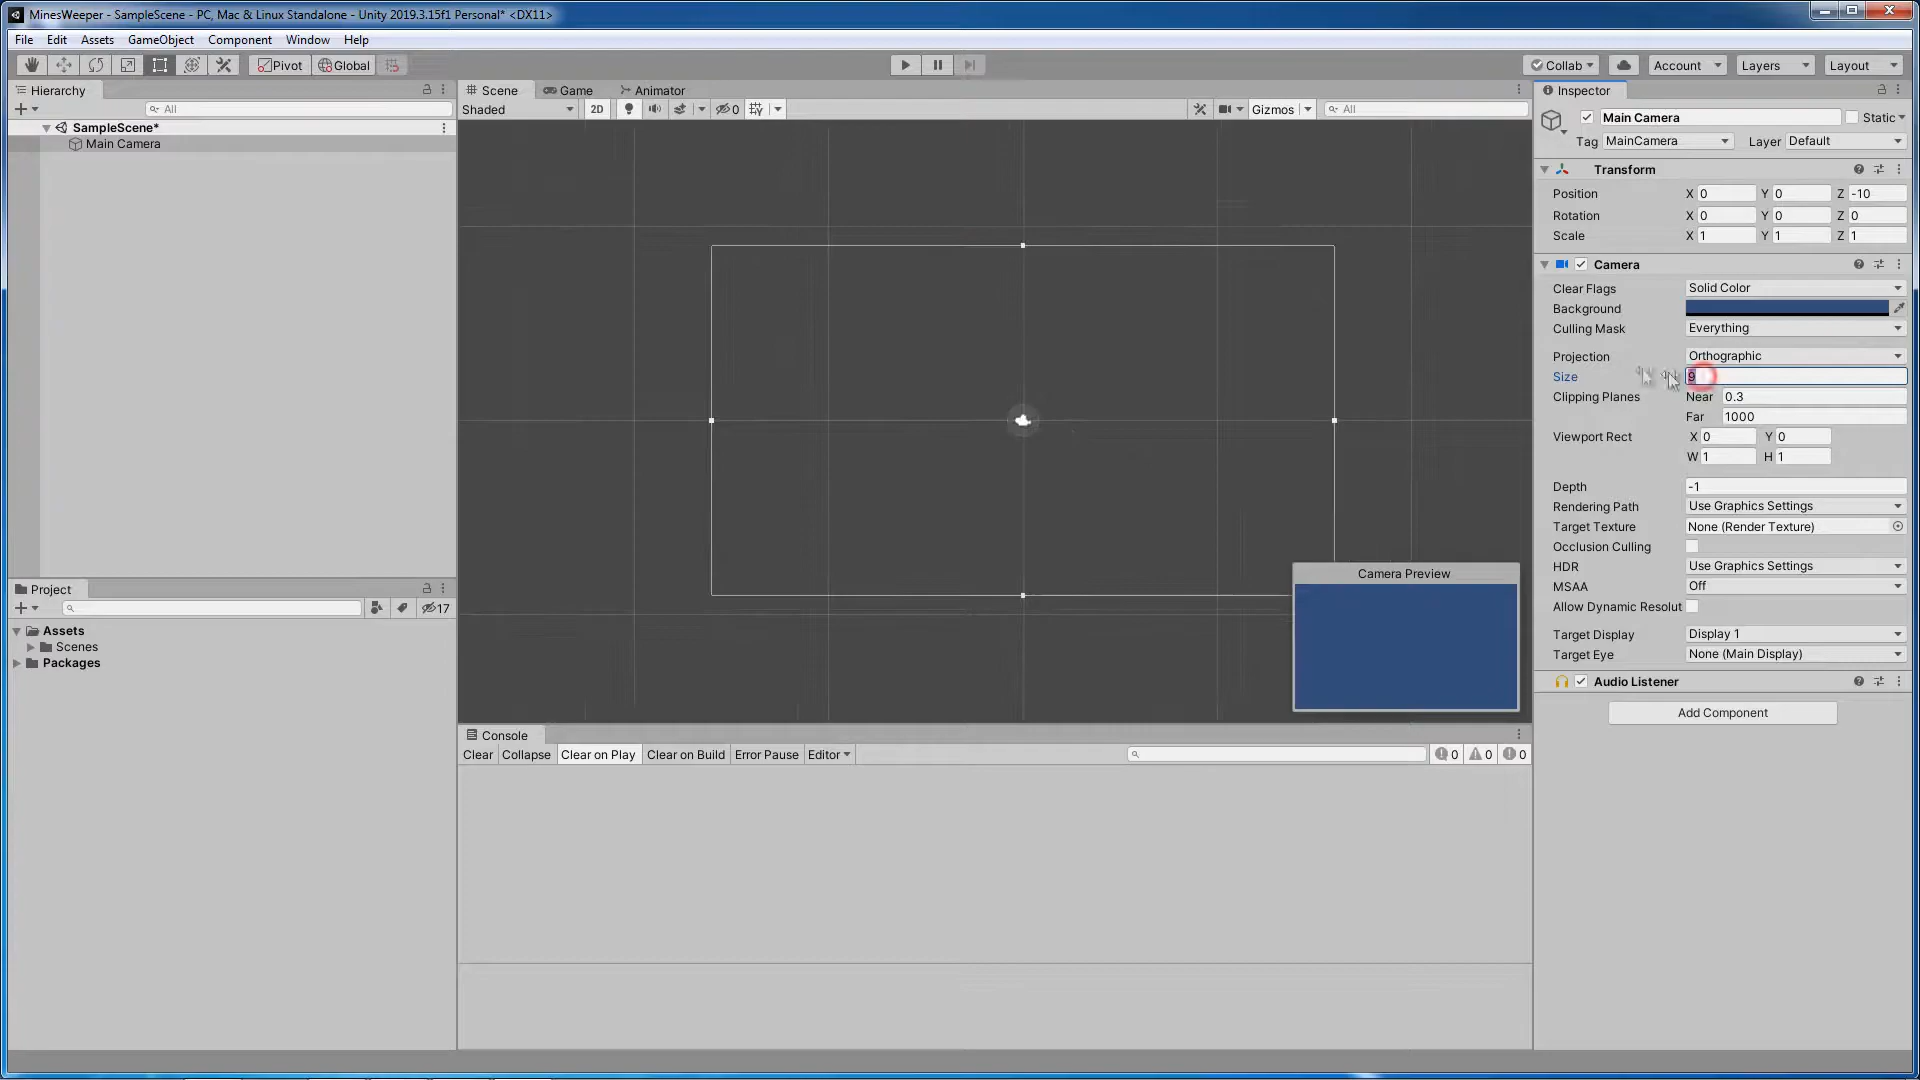 MinesWeeper - SampleScene - PC, Mac & Linux Standalone - Unity 2019.3.15f1 Personal* <DX11>
File Edit Assets GameObject Component Window Help
Pivot Global Collab Account Layers Layout
Hierarchy
All
SampleScene*
Main Camera
Project
17
Assets
Scenes
Packages
Scene Game Animator
Shaded 2D 0 Gizmos All
Camera Preview
Console
Clear Collapse Clear on Play Clear on Build Error Pause Editor 0 0 0
Inspector
Main Camera Static
Tag MainCamera Layer Default
Transform
Position X 0 Y 0 Z -10
Rotation X 0 Y 0 Z 0
Scale X 1 Y 1 Z 1
Camera
Clear Flags Solid Color
Background
Culling Mask Everything
Projection Orthographic
Size 9
Clipping Planes Near 0.3
Far 1000
Viewport Rect X 0 Y 0
W 1 H 1
Depth -1
Rendering Path Use Graphics Settings
Target Texture None (Render Texture)
Occlusion Culling
HDR Use Graphics Settings
MSAA Off
Allow Dynamic Resolut
Target Display Display 1
Target Eye None (Main Display)
Audio Listener
Add Component